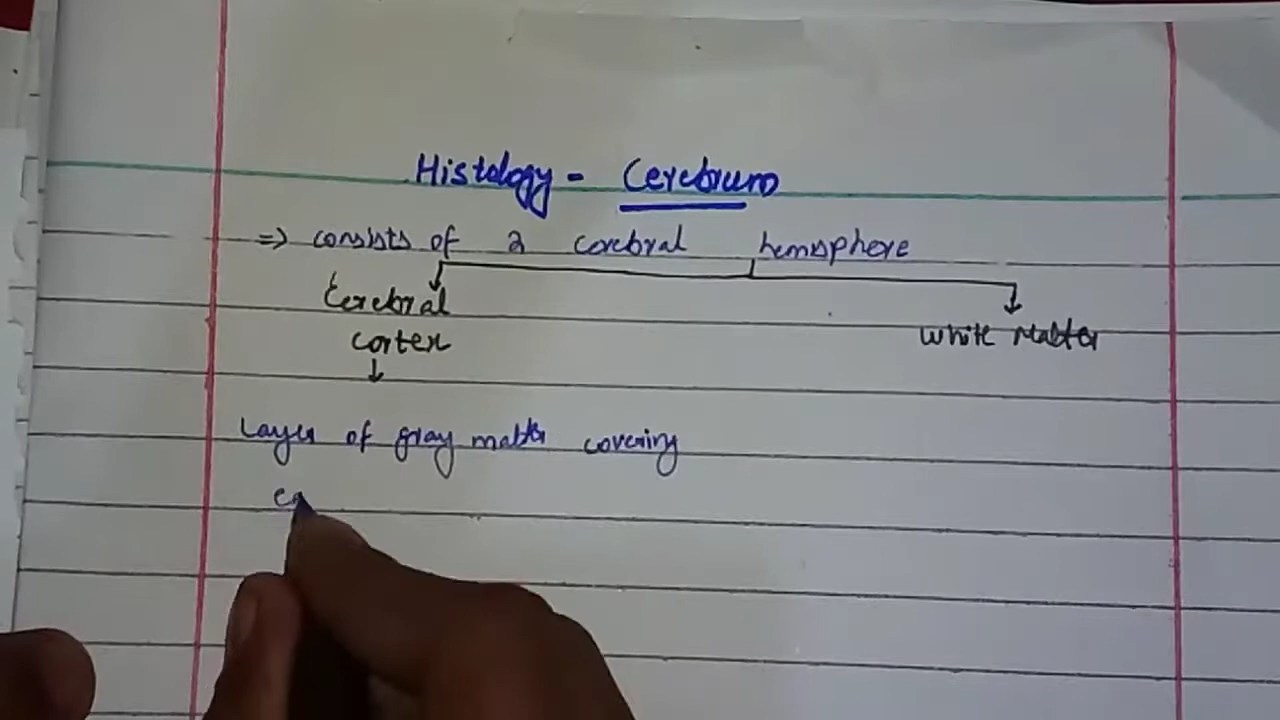 Histology - Cerebrum
=> consists of 2 cerebral hemisphere
Cerebral
cortex
White Matter
Layer of gray matter covering